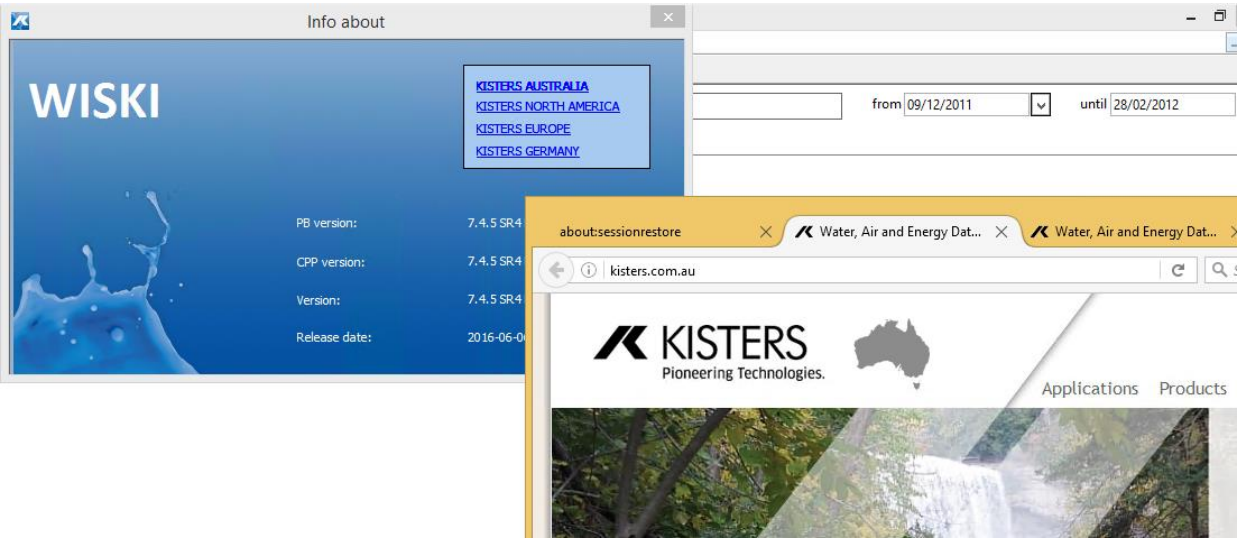 Info about
WISKI
KISTERS AUSTRALIA
KISTERS NORTH AMERICA
KISTERS EUROPE
KISTERS GERMANY
PB version: 7.4.5 SR4
CPP version: 7.4.5 SR4
Version: 7.4.5 SR4
Release date:
from 09/12/2011 until 28/02/2012
about:sessionrestore
Water, Air and Energy Dat...
Water, Air and Energy Dat...
kisters.com.au
KISTERS
Pioneering Technologies.
Applications Products